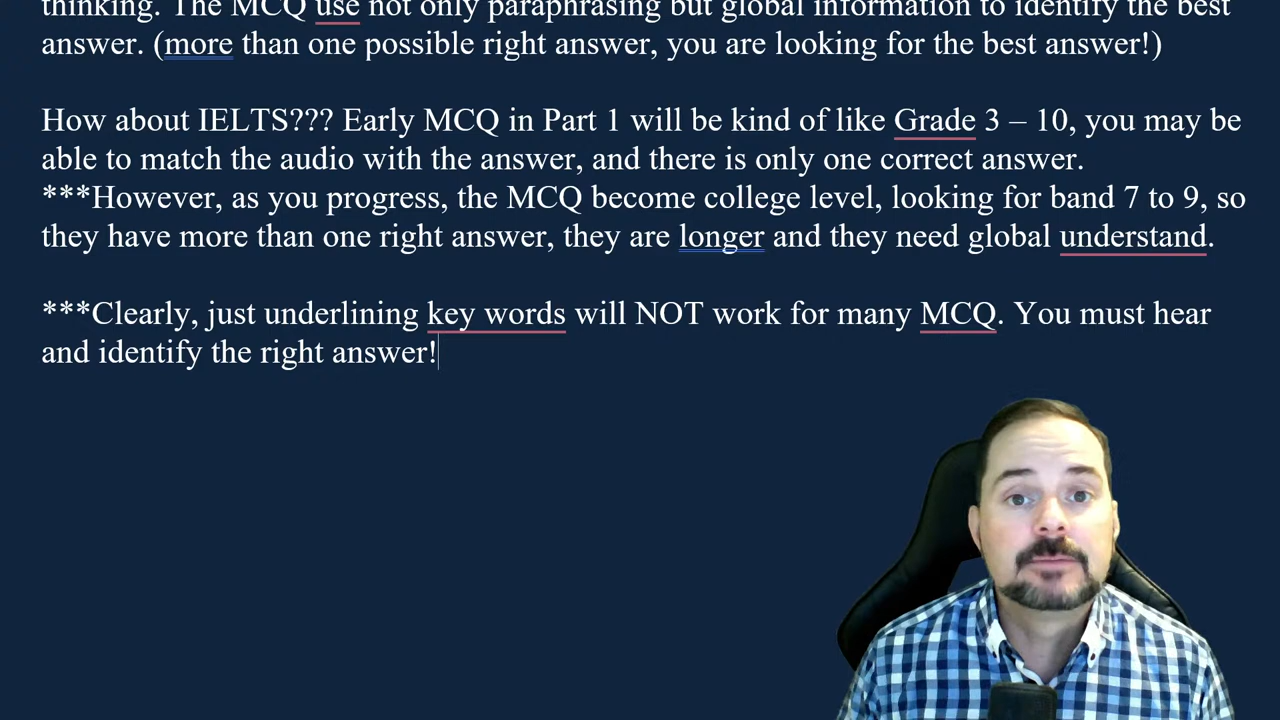 thinking. The MCQ use not only paraphrasing but global information to identify the best
answer. (more than one possible right answer, you are looking for the best answer!)
How about IELTS??? Early MCQ in Part 1 will be kind of like Grade 3 – 10, you may be
able to match the audio with the answer, and there is only one correct answer.
***However, as you progress, the MCQ become college level, looking for band 7 to 9, so
they have more than one right answer, they are longer and they need global understand.
***Clearly, just underlining key words will NOT work for many MCQ. You must hear
and identify the right answer!